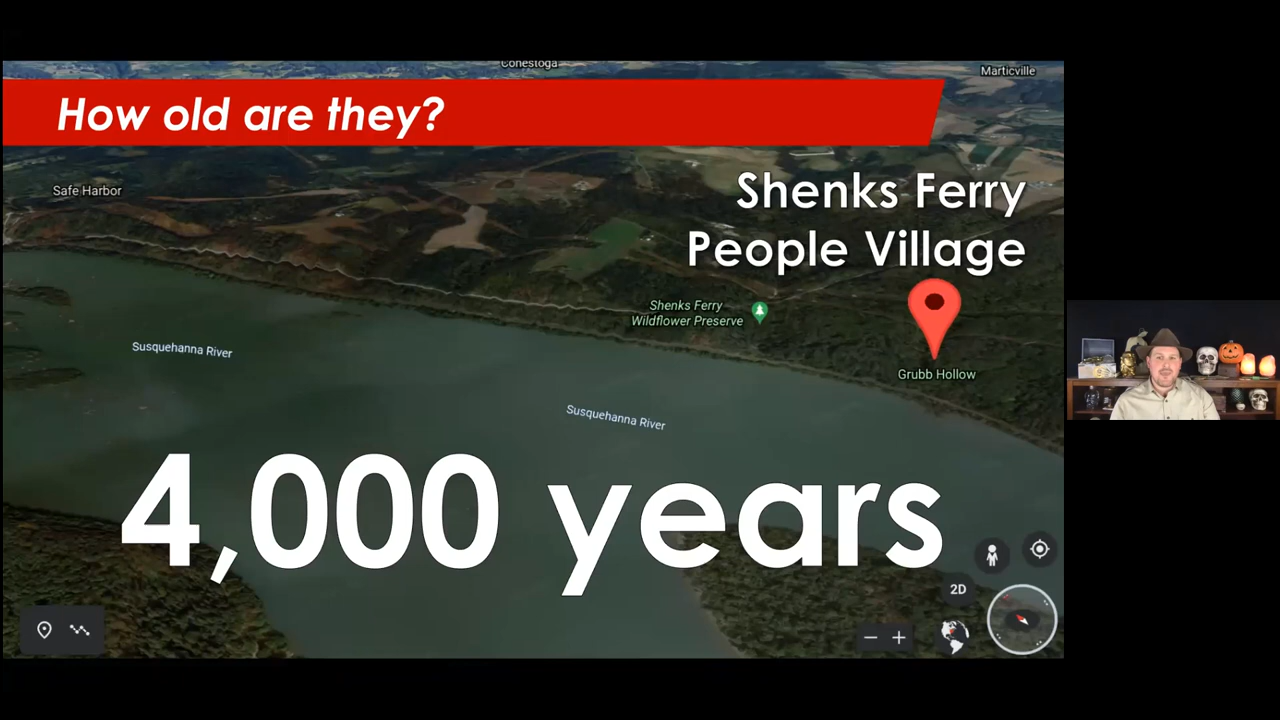 Conestoga
Marticville
How old are they?
Safe Harbor
Shenks Ferry
People Village
Shenks Ferry
Wildflower Preserve
Susquehanna River
Grubb Hollow
Susquehanna River
4,000 years
2D